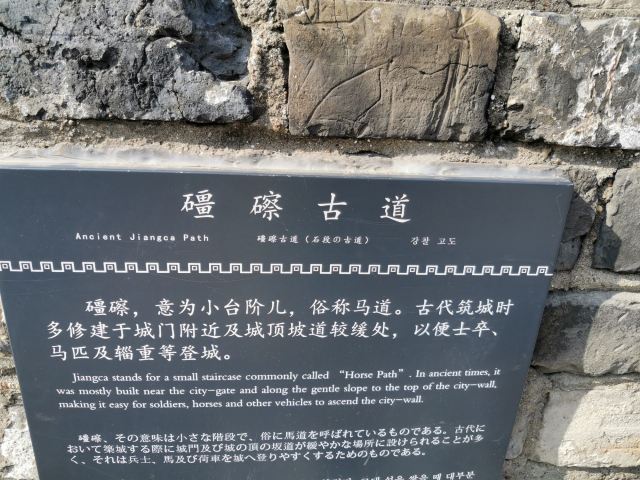 礓礤古道
Ancient Jiangca Path 礓礤古道（石段の古道） 강찰 고도
礓礤，意为小台阶儿，俗称马道。古代筑城时
多修建于城门附近及城顶坡道较缓处，以便士卒、
马匹及辎重等登城。
Jiangca stands for a small staircase commonly called “Horse Path”. In ancient times, it
was mostly built near the city-gate and along the gentle slope to the top of the city-wall,
making it easy for soldiers, horses and other vehicles to ascend the city-wall.
礓礤、その意味は小さな階段で、俗に馬道を呼ばれているものである。古代に
おいて築城する際に城門及び城の頂の坂道が緩やかな場所に設けられることが多
く、それは兵士、馬及び荷車を城へ登りやすくするためのものである。